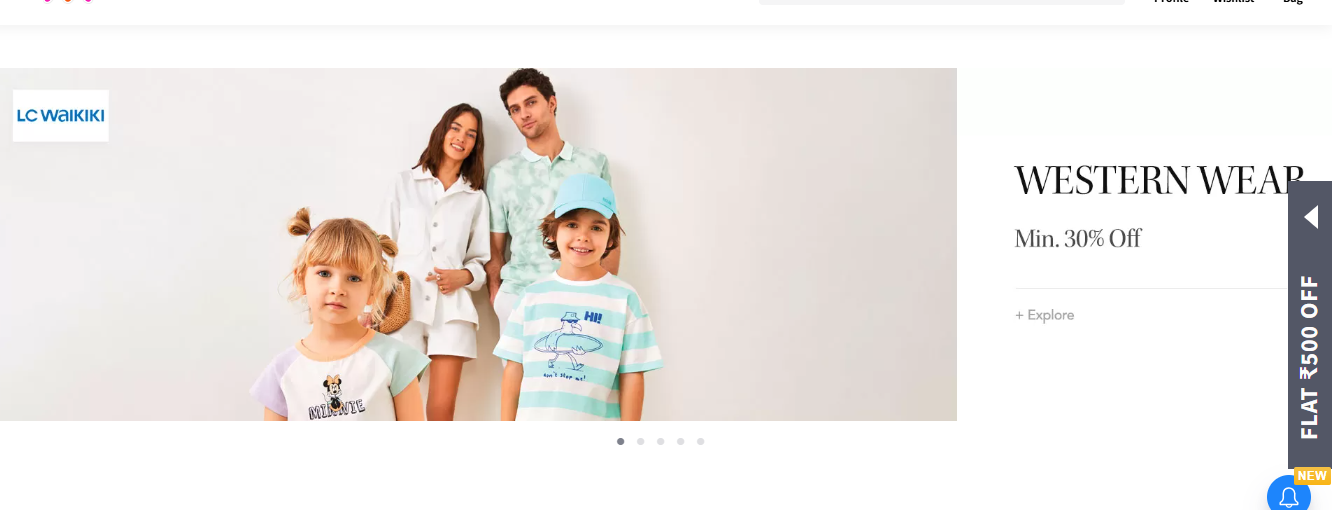 Profile Wishlist Bag
LC WAIKIKI
WESTERN WEAR
Min. 30% Off
+ Explore
FLAT ₹500 OFF
NEW
HI!
don't stop me!
MINNIE